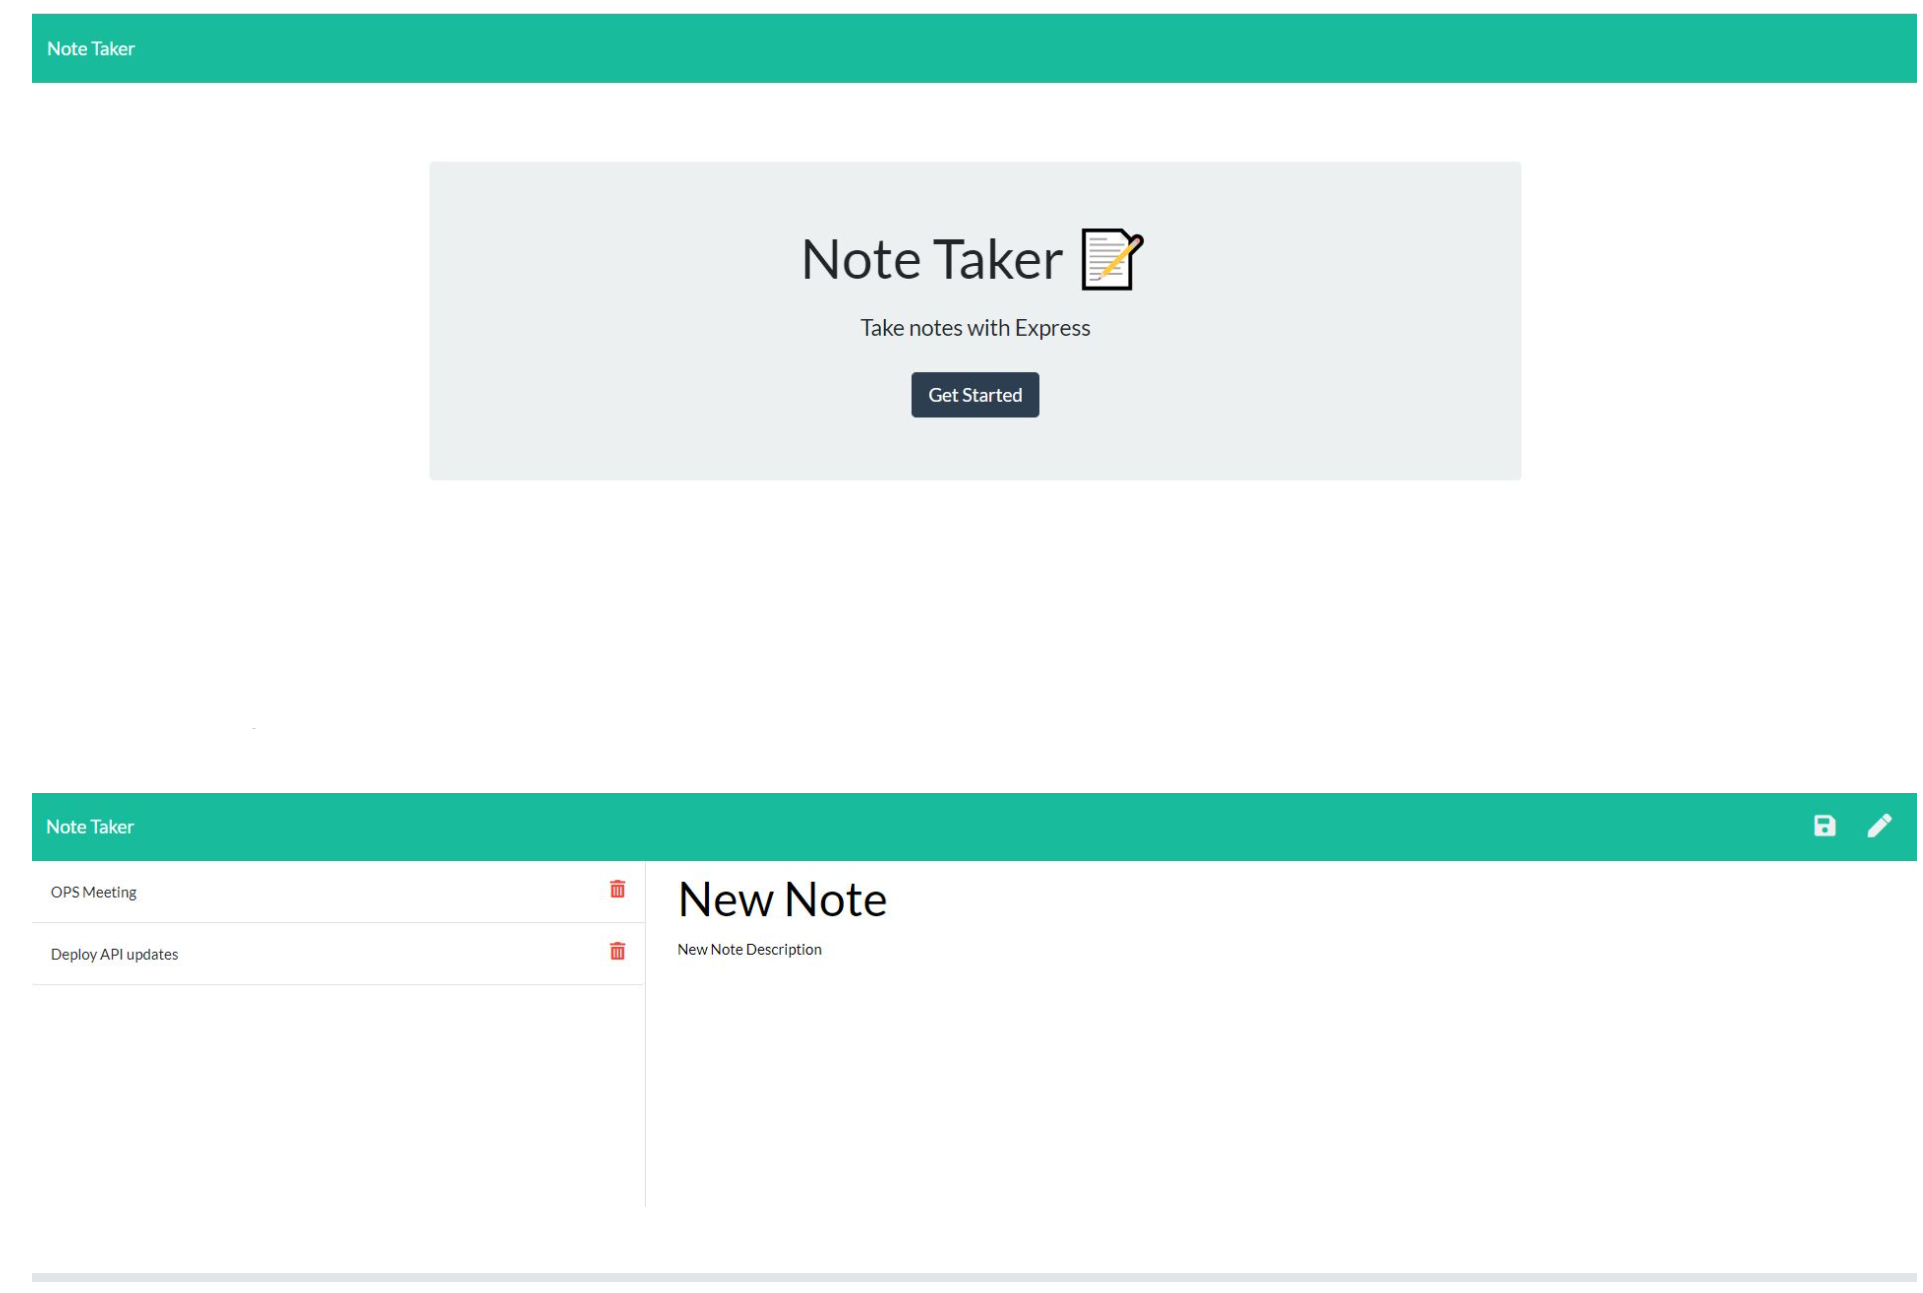 Note Taker
Note Taker
Take notes with Express
Get Started
Note Taker
OPS Meeting
Deploy API updates
New Note
New Note Description